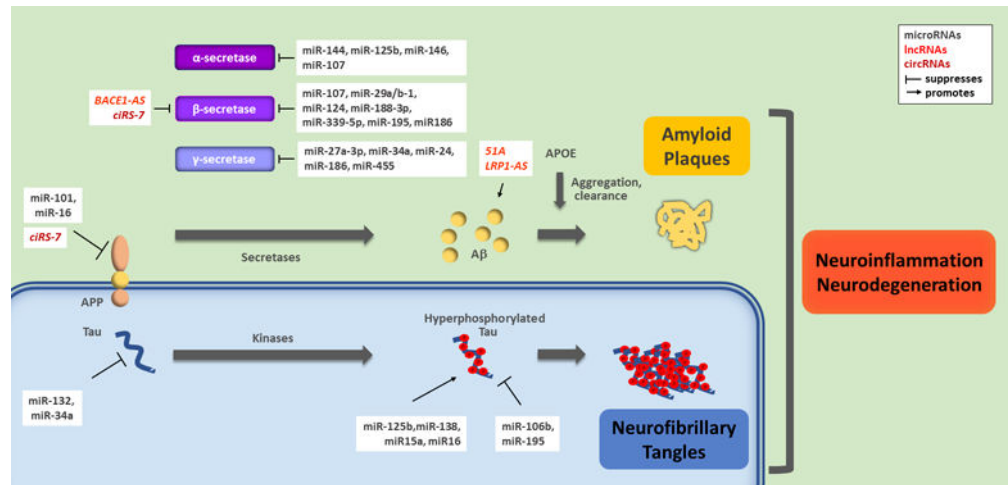 microRNAs
lncRNAs
circRNAs
suppresses
promotes
α-secretase
miR-144, miR-125b, miR-146,
miR-107
BACE1-AS
ciRS-7
β-secretase
miR-107, miR-29a/b-1,
miR-124, miR-188-3p,
miR-339-5p, miR-195, miR186
γ-secretase
miR-27a-3p, miR-34a, miR-24,
miR-186, miR-455
51A
LRP1-AS
APOE
Aggregation,
clearance
Amyloid
Plaques
miR-101,
miR-16
ciRS-7
Secretases
Aβ
APP
Neuroinflammation
Neurodegeneration
Tau
Kinases
Hyperphosphorylated
Tau
miR-132,
miR-34a
miR-125b,miR-138,
miR15a, miR16
miR-106b,
miR-195
Neurofibrillary
Tangles